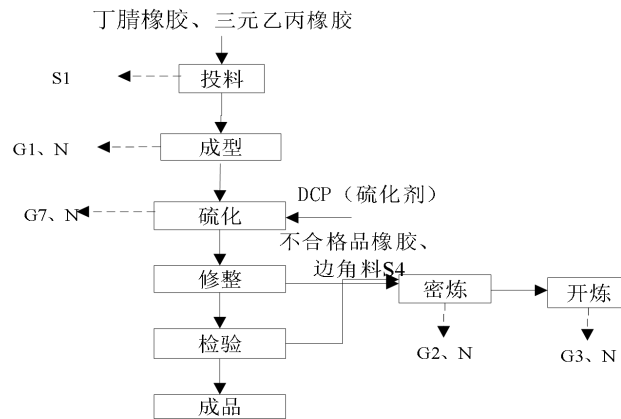 丁腈橡胶、三元乙丙橡胶
S1
投料
G1、N
成型
DCP（硫化剂）
G7、N
硫化
不合格品橡胶、
边角料S4
修整
密炼
开炼
检验
G2、N
G3、N
成品